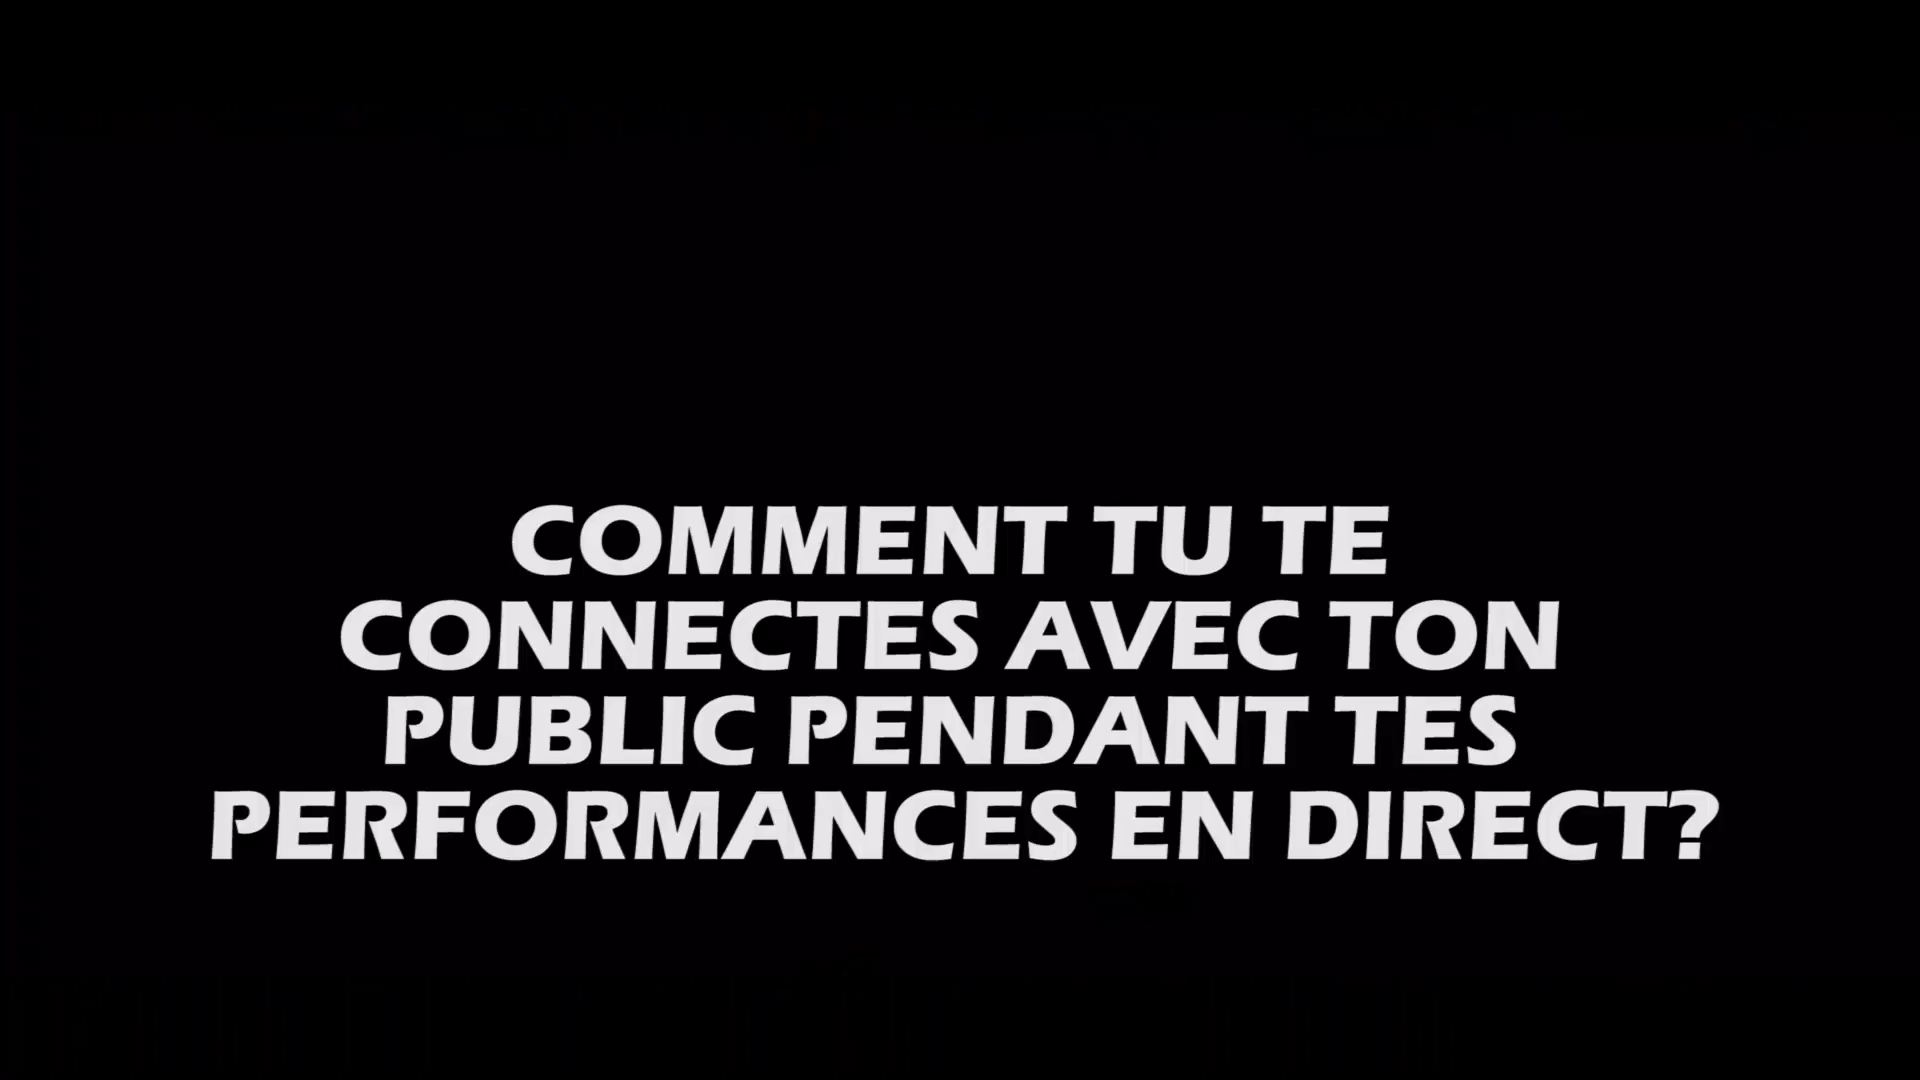 COMMENT TU TE
CONNECTES AVEC TON
PUBLIC PENDANT TES
PERFORMANCES EN DIRECT?